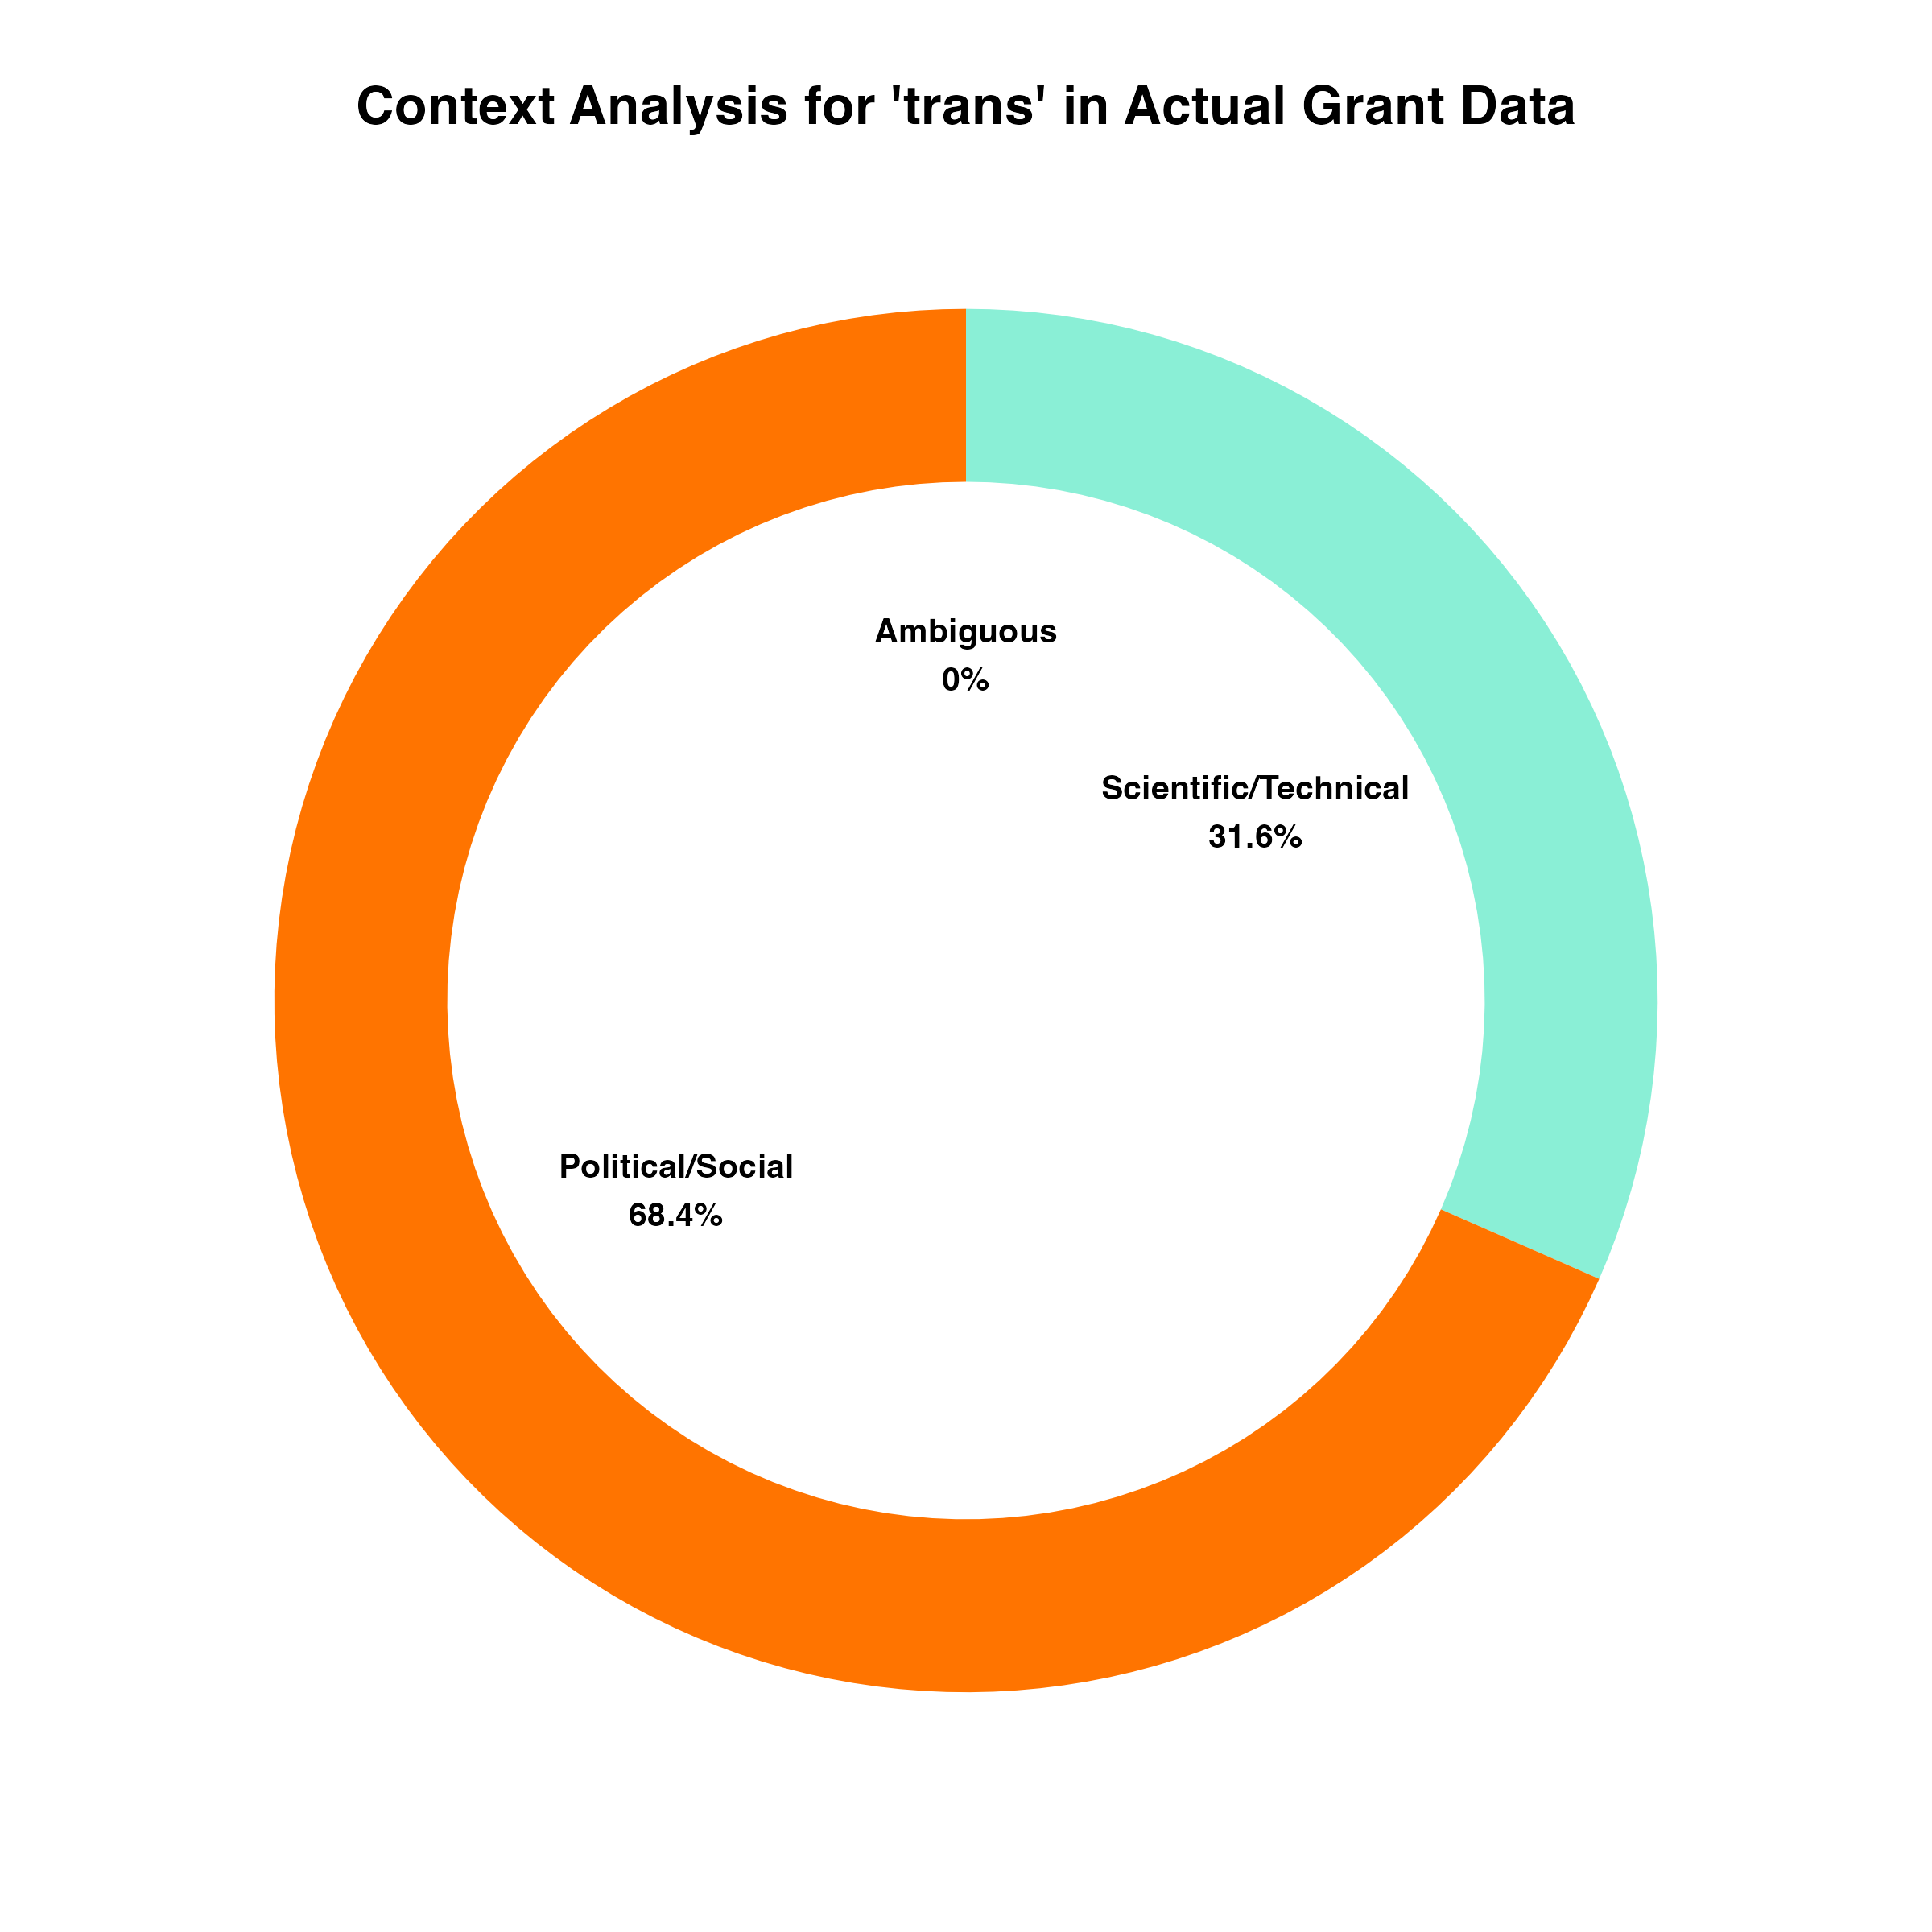 Context Analysis for 'trans' in Actual Grant Data
Ambiguous
0%
Scientific/Technical
31.6%
Political/Social
68.4%